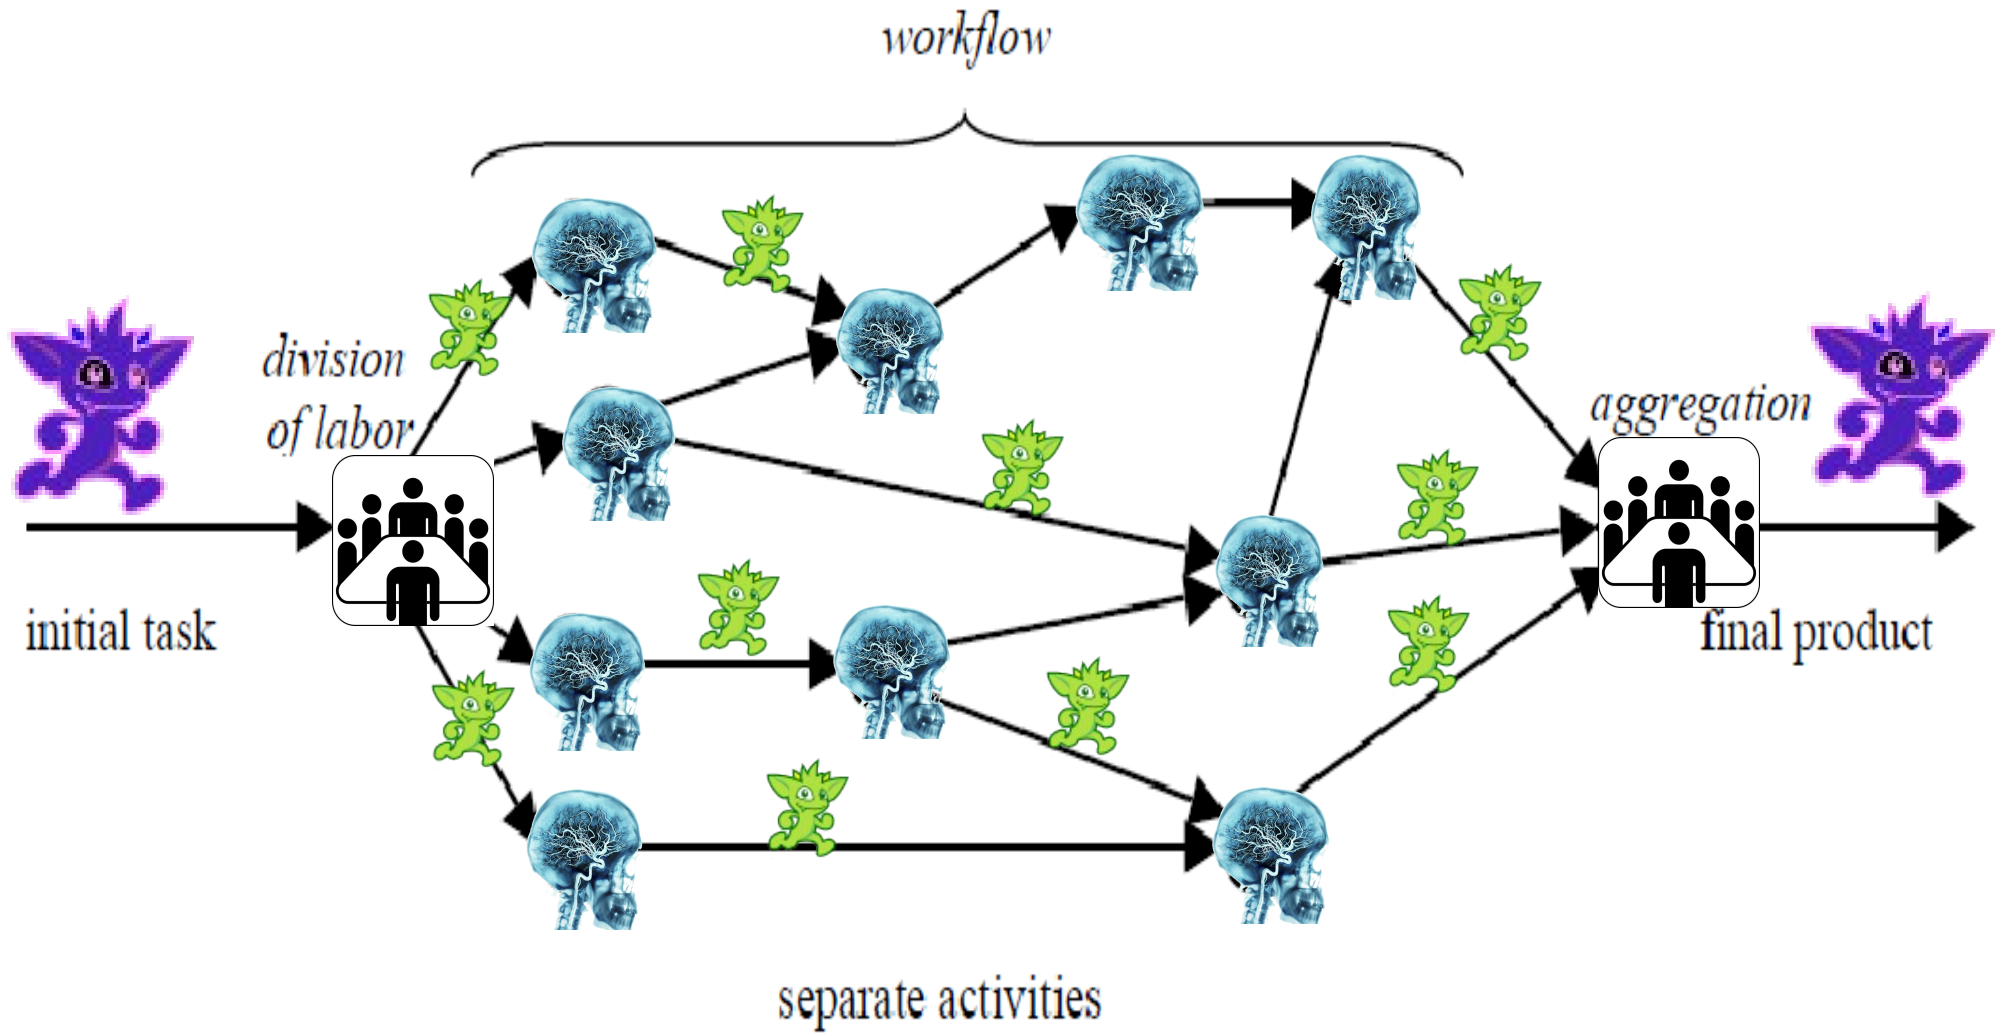 workflow
division
of labor
aggregation
initial task
final product
separate activities